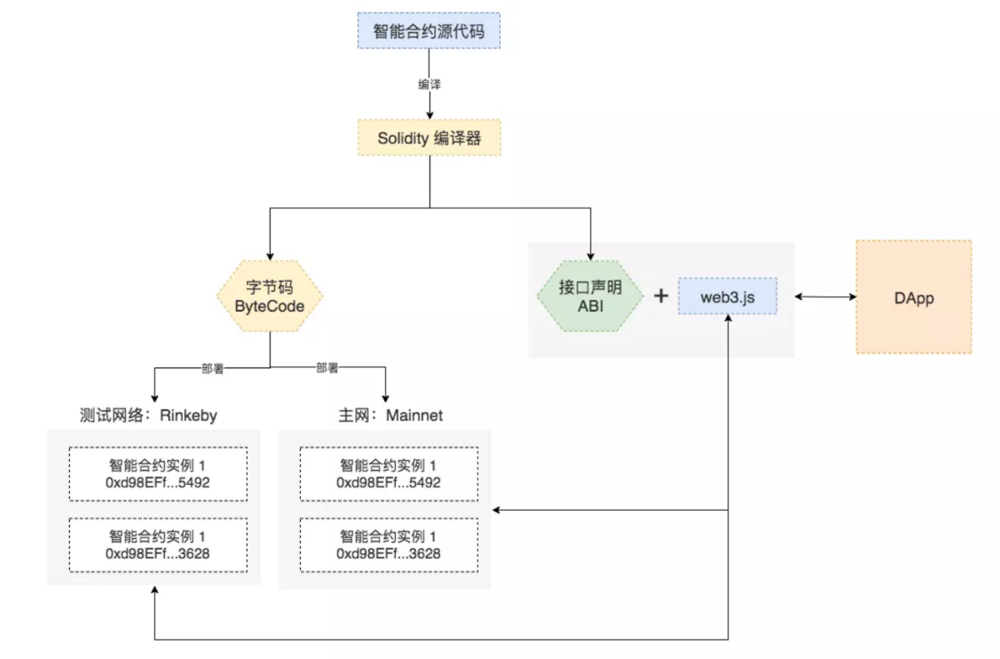 智能合约源代码
编译
Solidity 编译器
字节码
ByteCode
接口声明
ABI
+
web3.js
DApp
部署
部署
测试网络：Rinkeby
主网：Mainnet
智能合约实例 1
0xd98EFf...5492
智能合约实例 1
0xd98EFf...3628
智能合约实例 1
0xd98EFf...5492
智能合约实例 1
0xd98EFf...3628